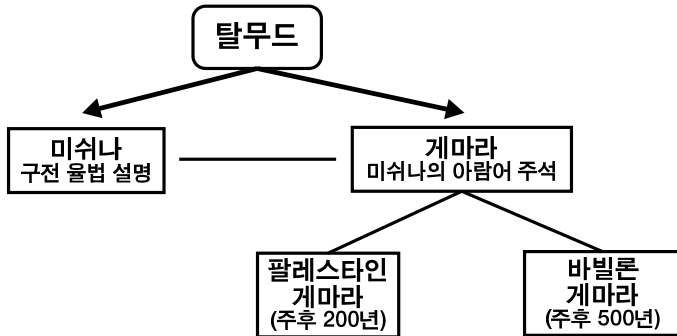 탈무드
미쉬나
구전 율법 설명
게마라
미쉬나의 아람어 주석
팔레스타인
게마라
(주후 200년)
바빌론
게마라
(주후 500년)